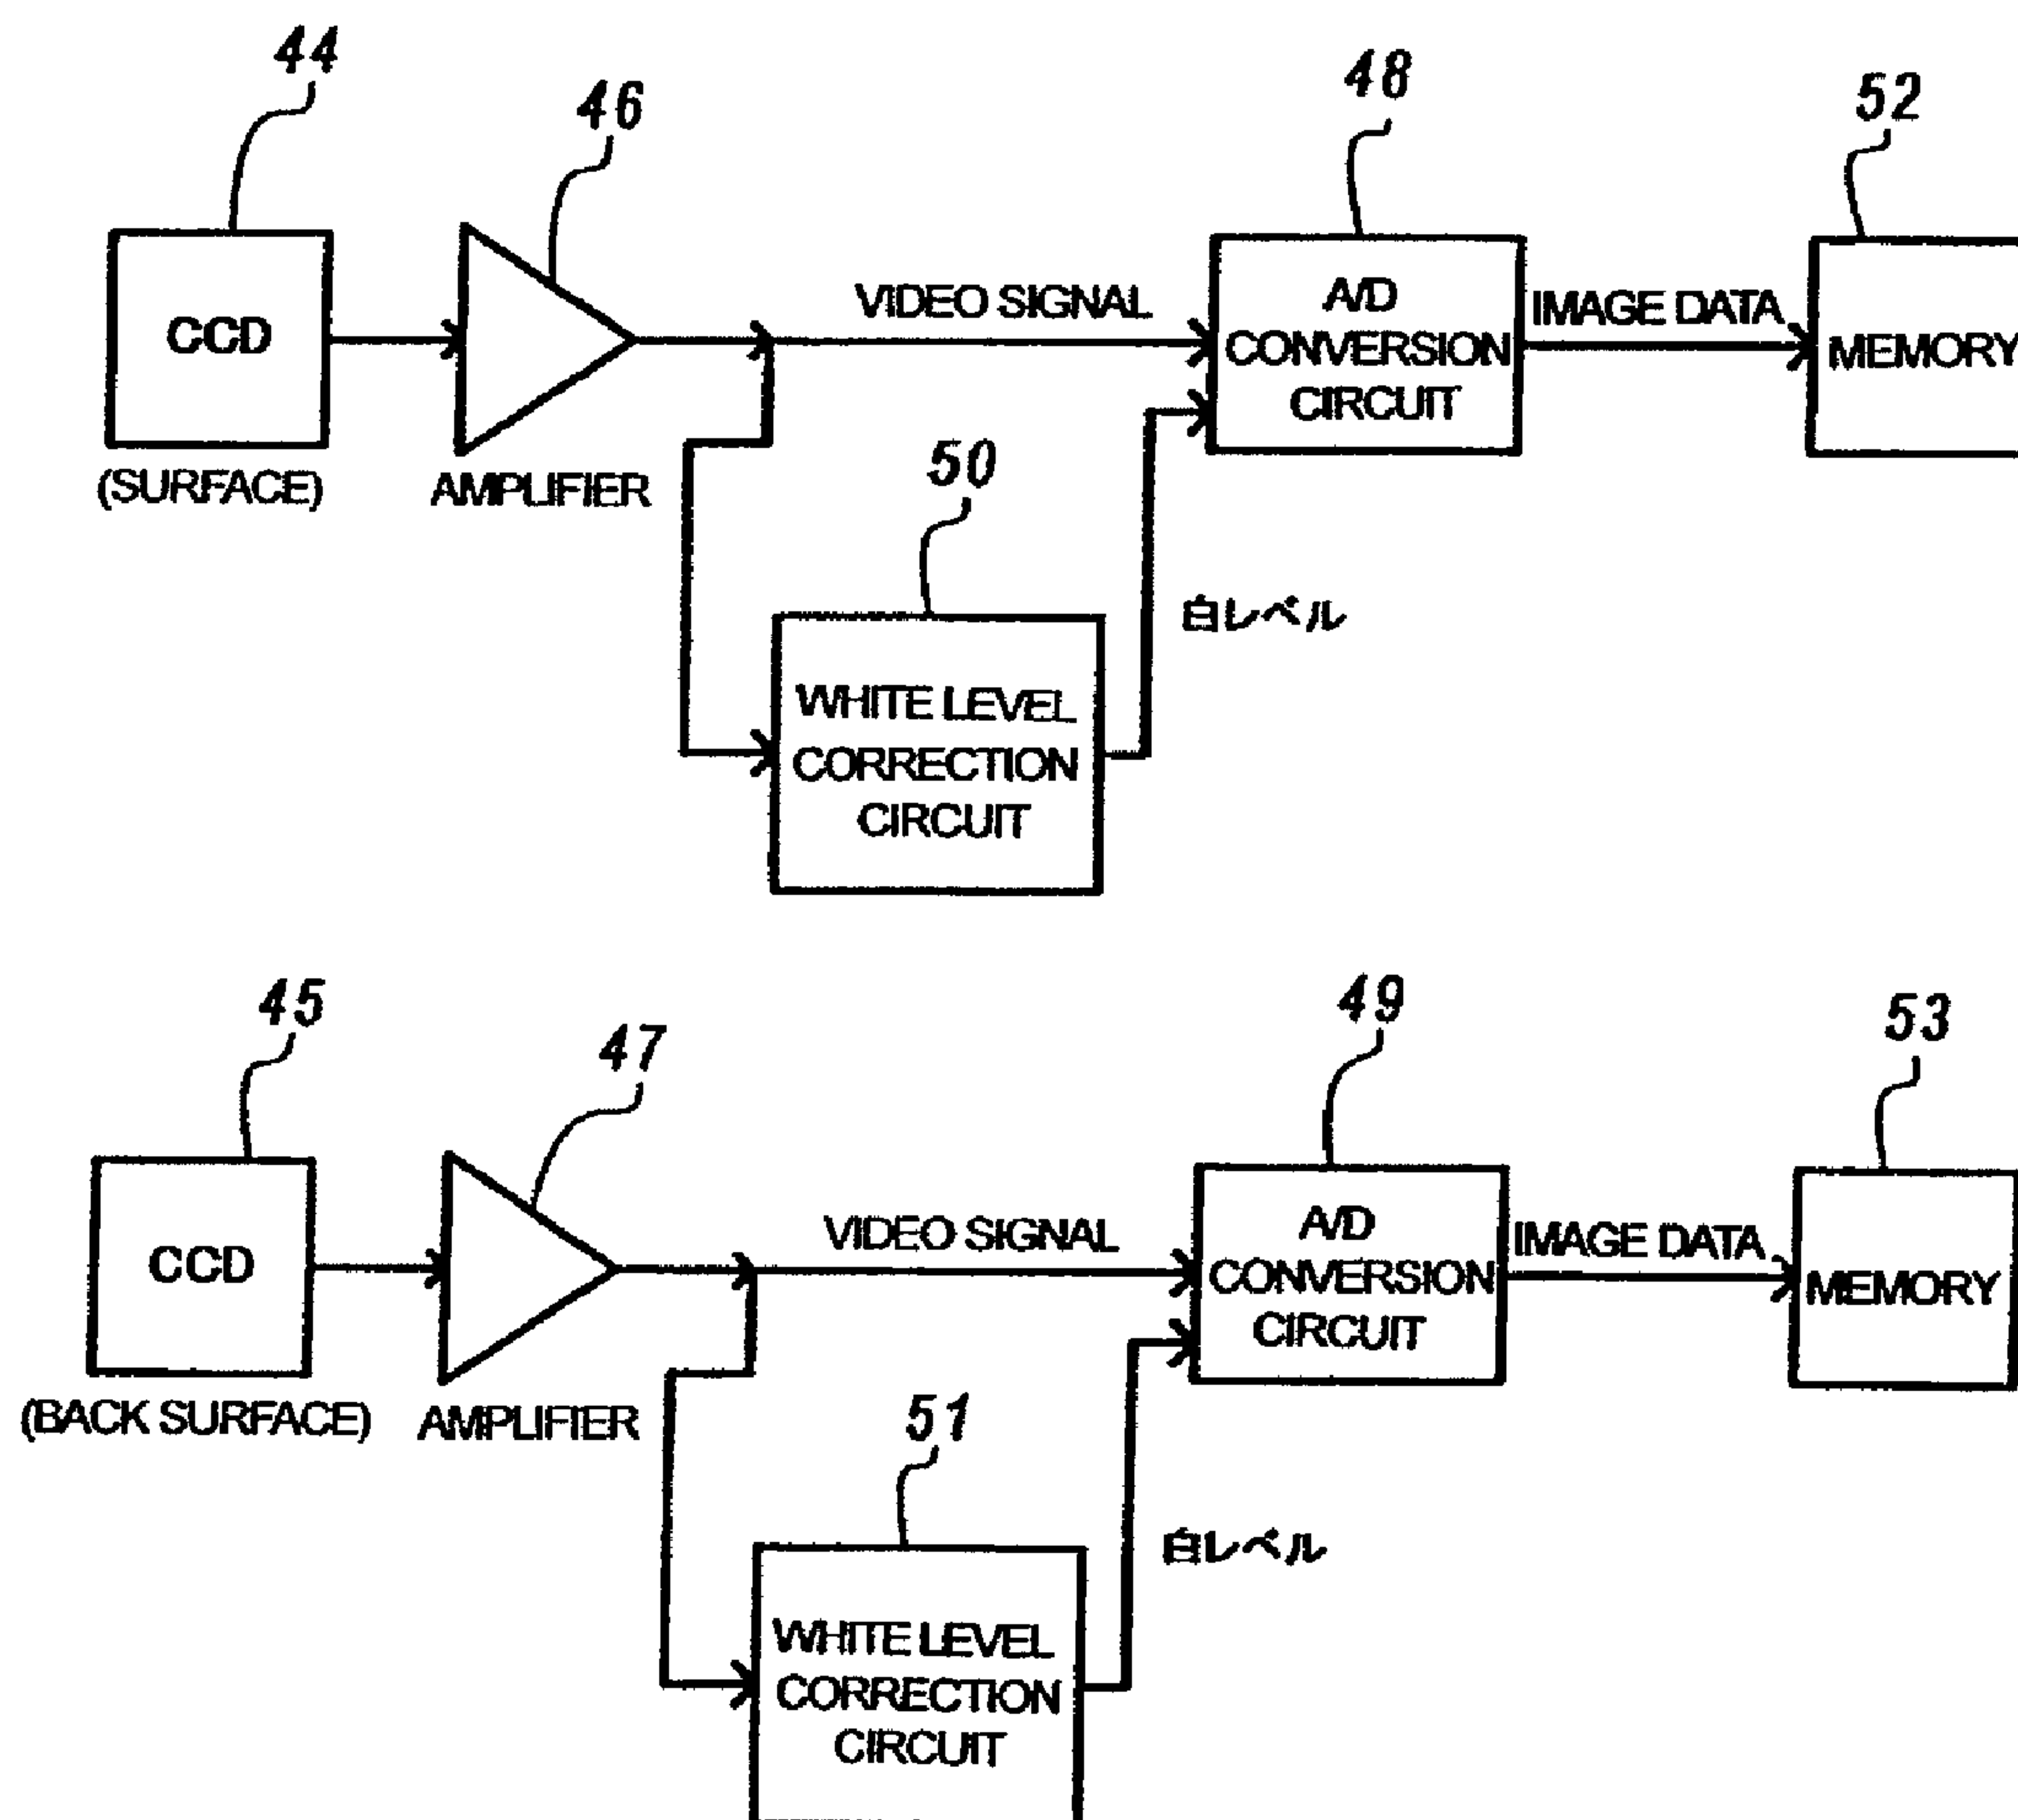 44
46
48
52
CCD
VIDEO SIGNAL
A/D
CONVERSION
CIRCUIT
IMAGE DATA
MEMORY
(SURFACE)
AMPLIFIER
50
白レベル
WHITE LEVEL
CORRECTION
CIRCUIT
45
47
49
53
CCD
VIDEO SIGNAL
A/D
CONVERSION
CIRCUIT
IMAGE DATA
MEMORY
(BACK SURFACE)
AMPLIFIER
51
白レベル
WHITE LEVEL
CORRECTION
CIRCUIT